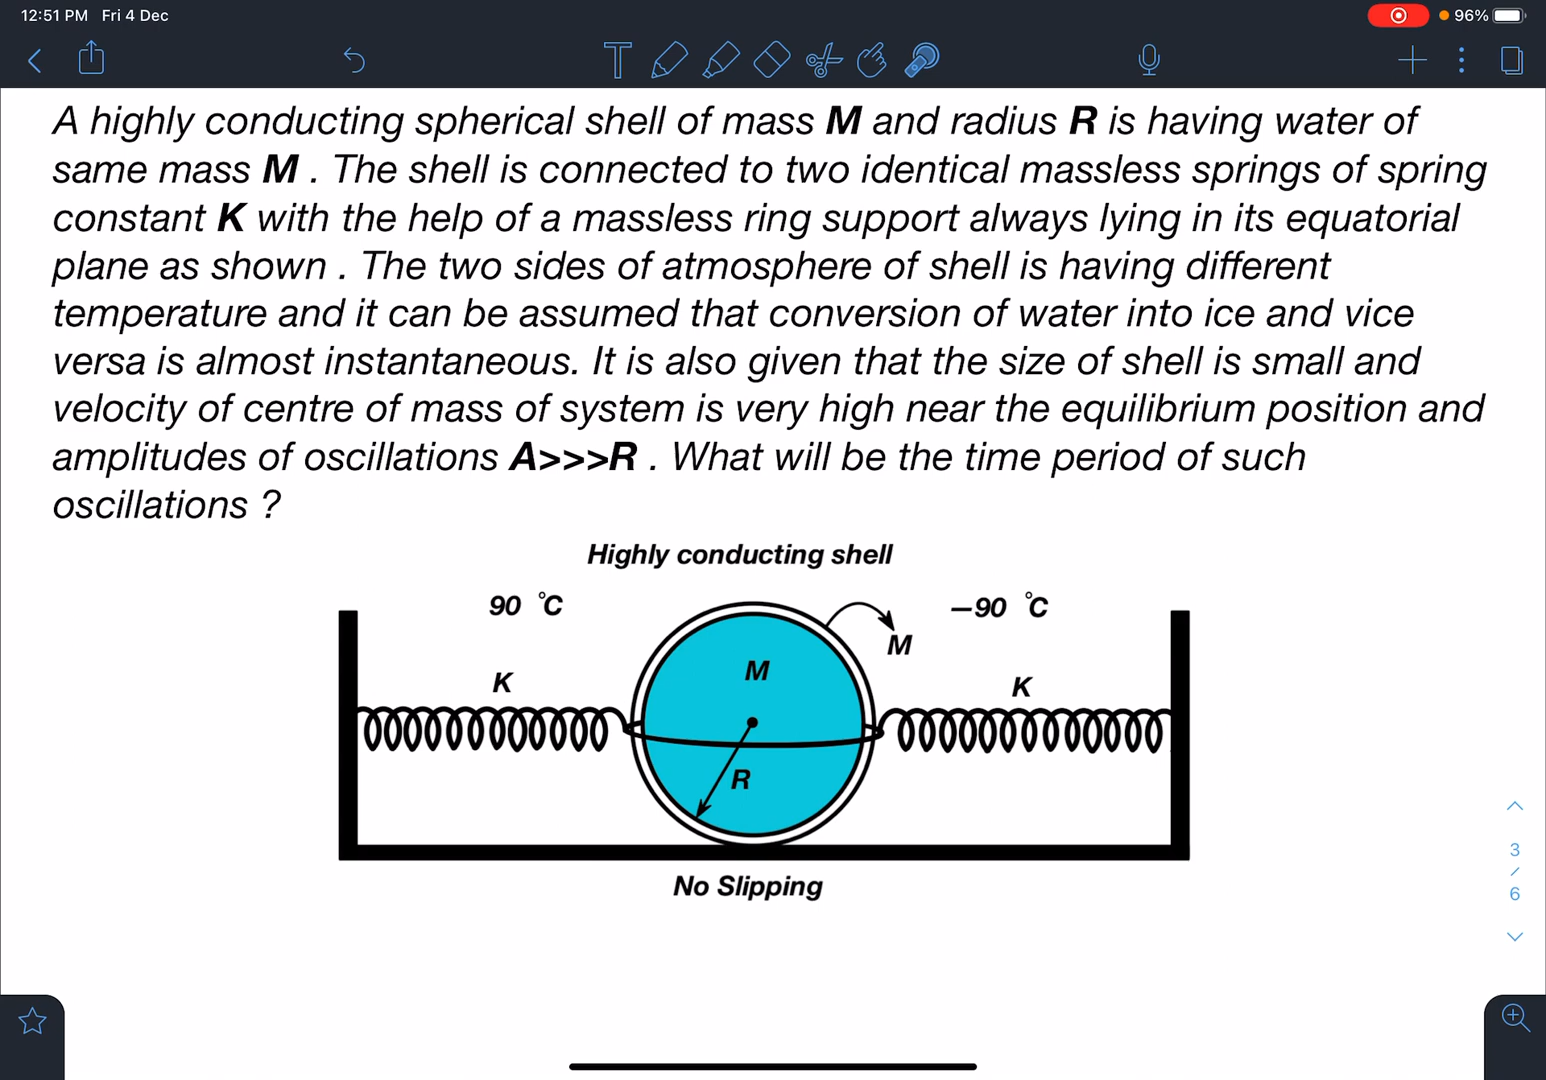 12:51 PM Fri 4 Dec
96%
A highly conducting spherical shell of mass M and radius R is having water of
same mass M . The shell is connected to two identical massless springs of spring
constant K with the help of a massless ring support always lying in its equatorial
plane as shown . The two sides of atmosphere of shell is having different
temperature and it can be assumed that conversion of water into ice and vice
versa is almost instantaneous. It is also given that the size of shell is small and
velocity of centre of mass of system is very high near the equilibrium position and
amplitudes of oscillations A>>>R . What will be the time period of such
oscillations ?
Highly conducting shell
90 °C
—90 °C
M
M
K
K
R
No Slipping
3
/
6